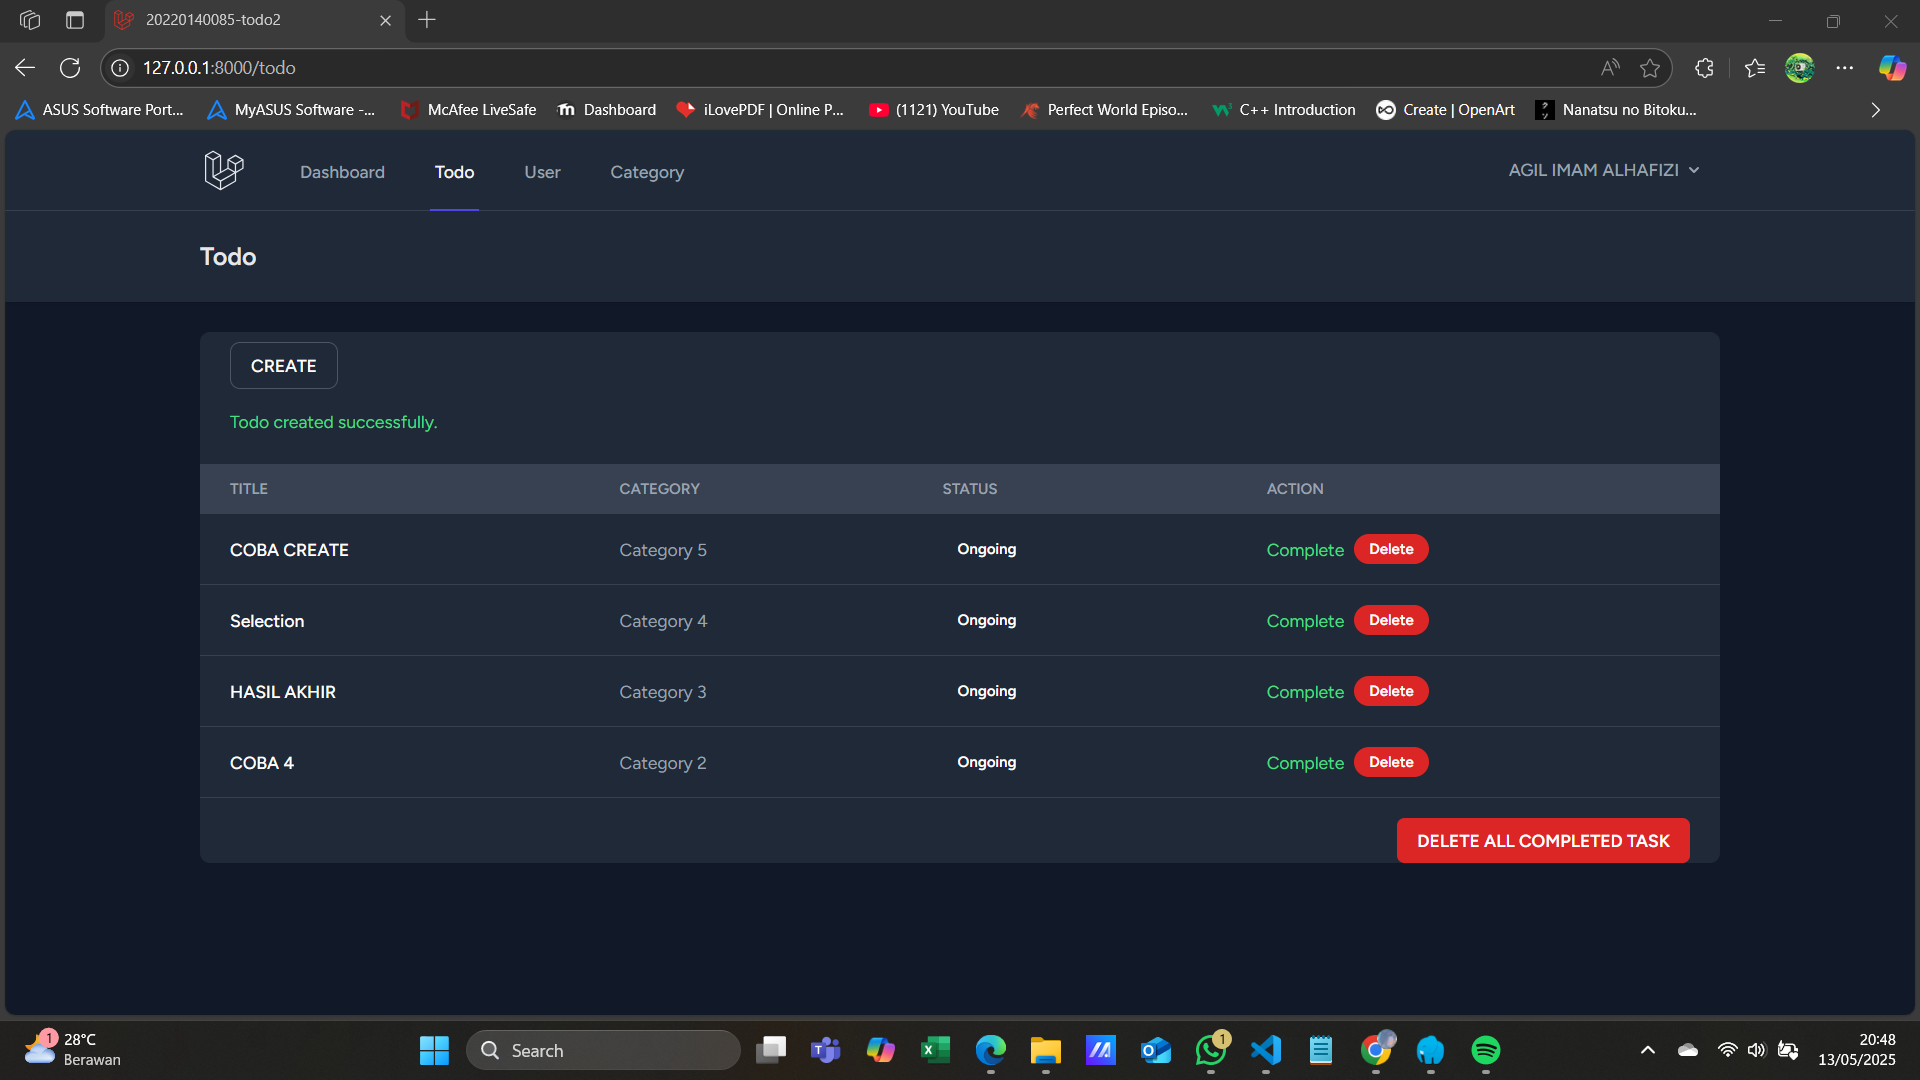 20220140085-todo2
127.0.0.1:8000/todo
ASUS Software Port... MyASUS Software -... McAfee LiveSafe Dashboard iLovePDF | Online P... (1121) YouTube Perfect World Episo... C++ Introduction Create | OpenArt Nanatsu no Bitoku...
Dashboard Todo User Category AGIL IMAM ALHAFIZI
Todo
CREATE
Todo created successfully.
TITLE CATEGORY STATUS ACTION
COBA CREATE Category 5 Ongoing Complete Delete
Selection Category 4 Ongoing Complete Delete
HASIL AKHIR Category 3 Ongoing Complete Delete
COBA 4 Category 2 Ongoing Complete Delete
DELETE ALL COMPLETED TASK
1 28°C
Berawan
Search
1
20:48
13/05/2025